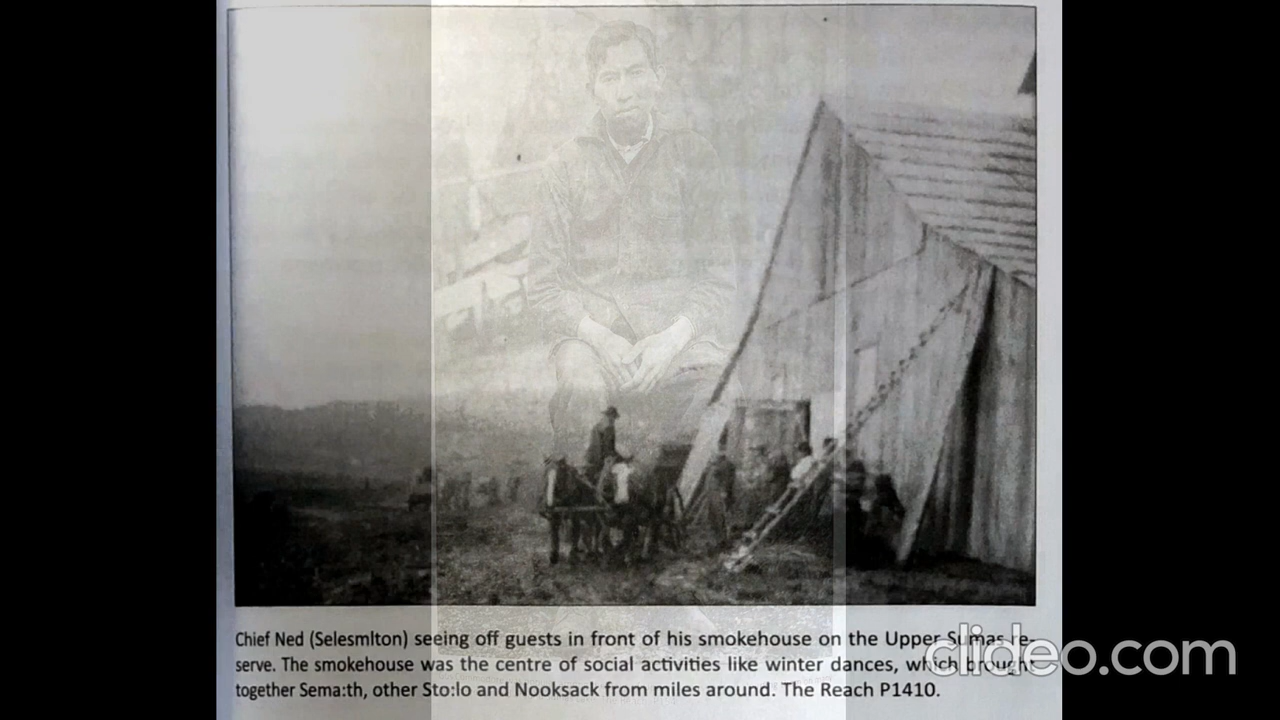 Chief Ned (Selesmlton) seeing off guests in front of his smokehouse on the Upper Sumas re-
serve. The smokehouse was the centre of social activities like winter dances, which brought
together Sema:th, other Sto:lo and Nooksack from miles around. The Reach P1410.
clideo.com